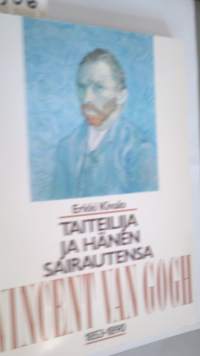 Erkki Kivalo
TAITEILIJA
JA HÄNEN
SAIRAUTENSA
VINCENT VAN GOGH
1853-1890